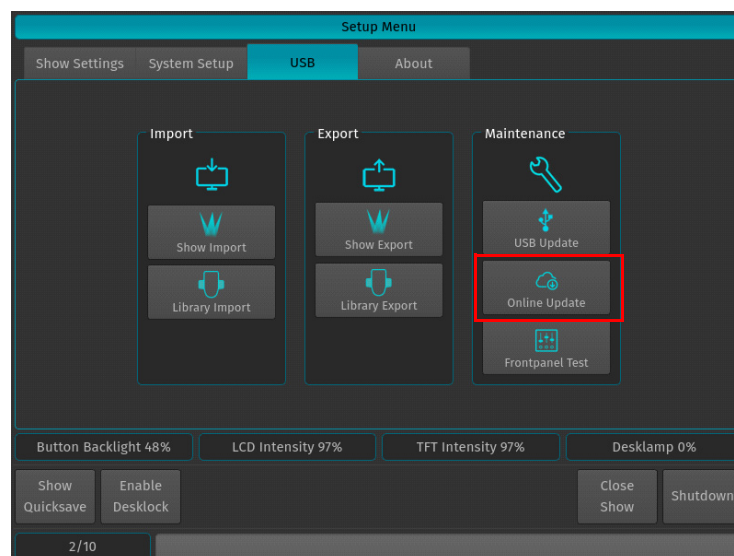 Setup Menu
Show Settings System Setup USB About
Import Export Maintenance
Show Import Show Export USB Update
Library Import Library Export Online Update
Frontpanel Test
Button Backlight 48% LCD Intensity 97% TFT Intensity 97% Desklamp 0%
Show Quicksave Enable Desklock Close Show Shutdown
2/10